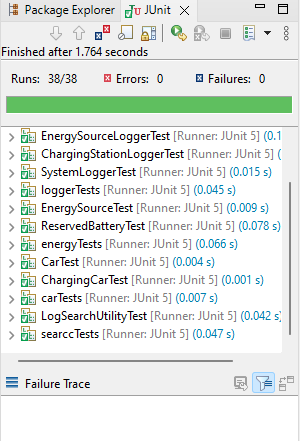 Package Explorer JUnit
Finished after 1.764 seconds
Runs: 38/38 Errors: 0 Failures: 0
EnergySourceLoggerTest [Runner: JUnit 5] (0.1
ChargingStationLoggerTest [Runner: JUnit 5] (
SystemLoggerTest [Runner: JUnit 5] (0.015 s)
loggerTests [Runner: JUnit 5] (0.045 s)
EnergySourceTest [Runner: JUnit 5] (0.009 s)
ReservedBatteryTest [Runner: JUnit 5] (0.078 s)
energyTests [Runner: JUnit 5] (0.066 s)
CarTest [Runner: JUnit 5] (0.004 s)
ChargingCarTest [Runner: JUnit 5] (0.001 s)
carTests [Runner: JUnit 5] (0.007 s)
LogSearchUtilityTest [Runner: JUnit 5] (0.042 s)
searccTests [Runner: JUnit 5] (0.047 s)
Failure Trace